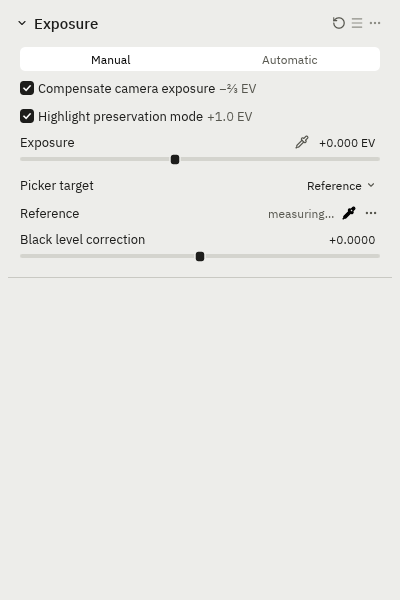 Exposure
Manual Automatic
Compensate camera exposure −⅔ EV
Highlight preservation mode +1.0 EV
Exposure +0.000 EV
Picker target Reference
Reference measuring...
Black level correction +0.0000